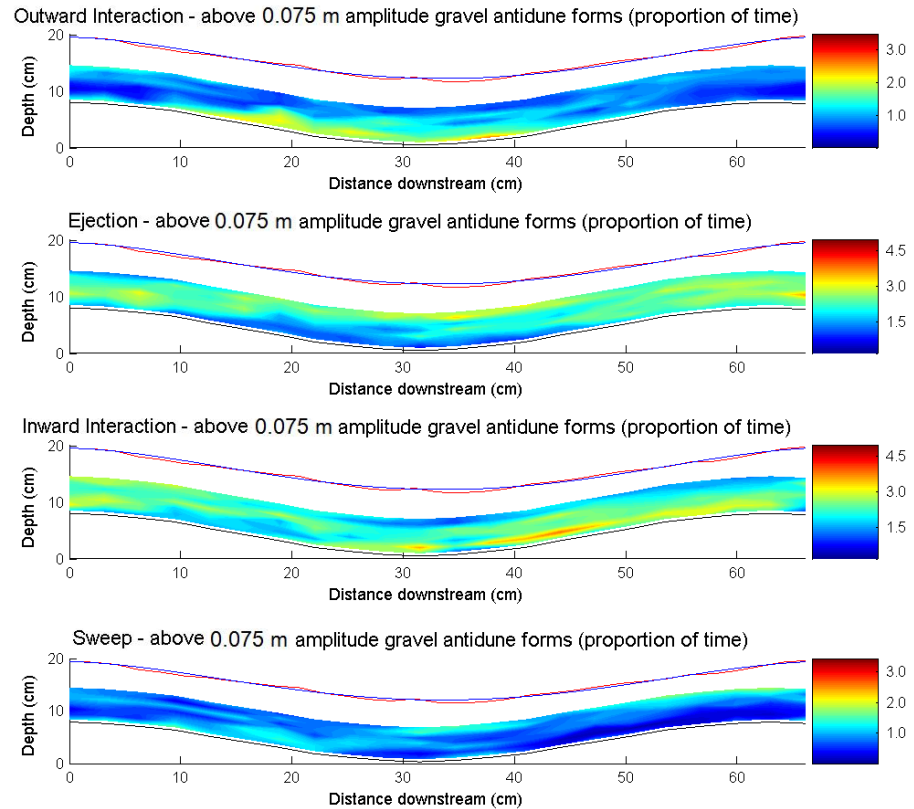 Outward Interaction - above 0.075 m amplitude gravel antidune forms (proportion of time)
20
10
0
Depth (cm)
0 10 20 30 40 50 60
Distance downstream (cm)
3.0
2.0
1.0
Ejection - above 0.075 m amplitude gravel antidune forms (proportion of time)
20
10
0
Depth (cm)
0 10 20 30 40 50 60
Distance downstream (cm)
4.5
3.0
1.5
Inward Interaction - above 0.075 m amplitude gravel antidune forms (proportion of time)
20
10
0
Depth (cm)
0 10 20 30 40 50 60
Distance downstream (cm)
4.5
3.0
1.5
Sweep - above 0.075 m amplitude gravel antidune forms (proportion of time)
20
10
0
Depth (cm)
0 10 20 30 40 50 60
Distance downstream (cm)
3.0
2.0
1.0